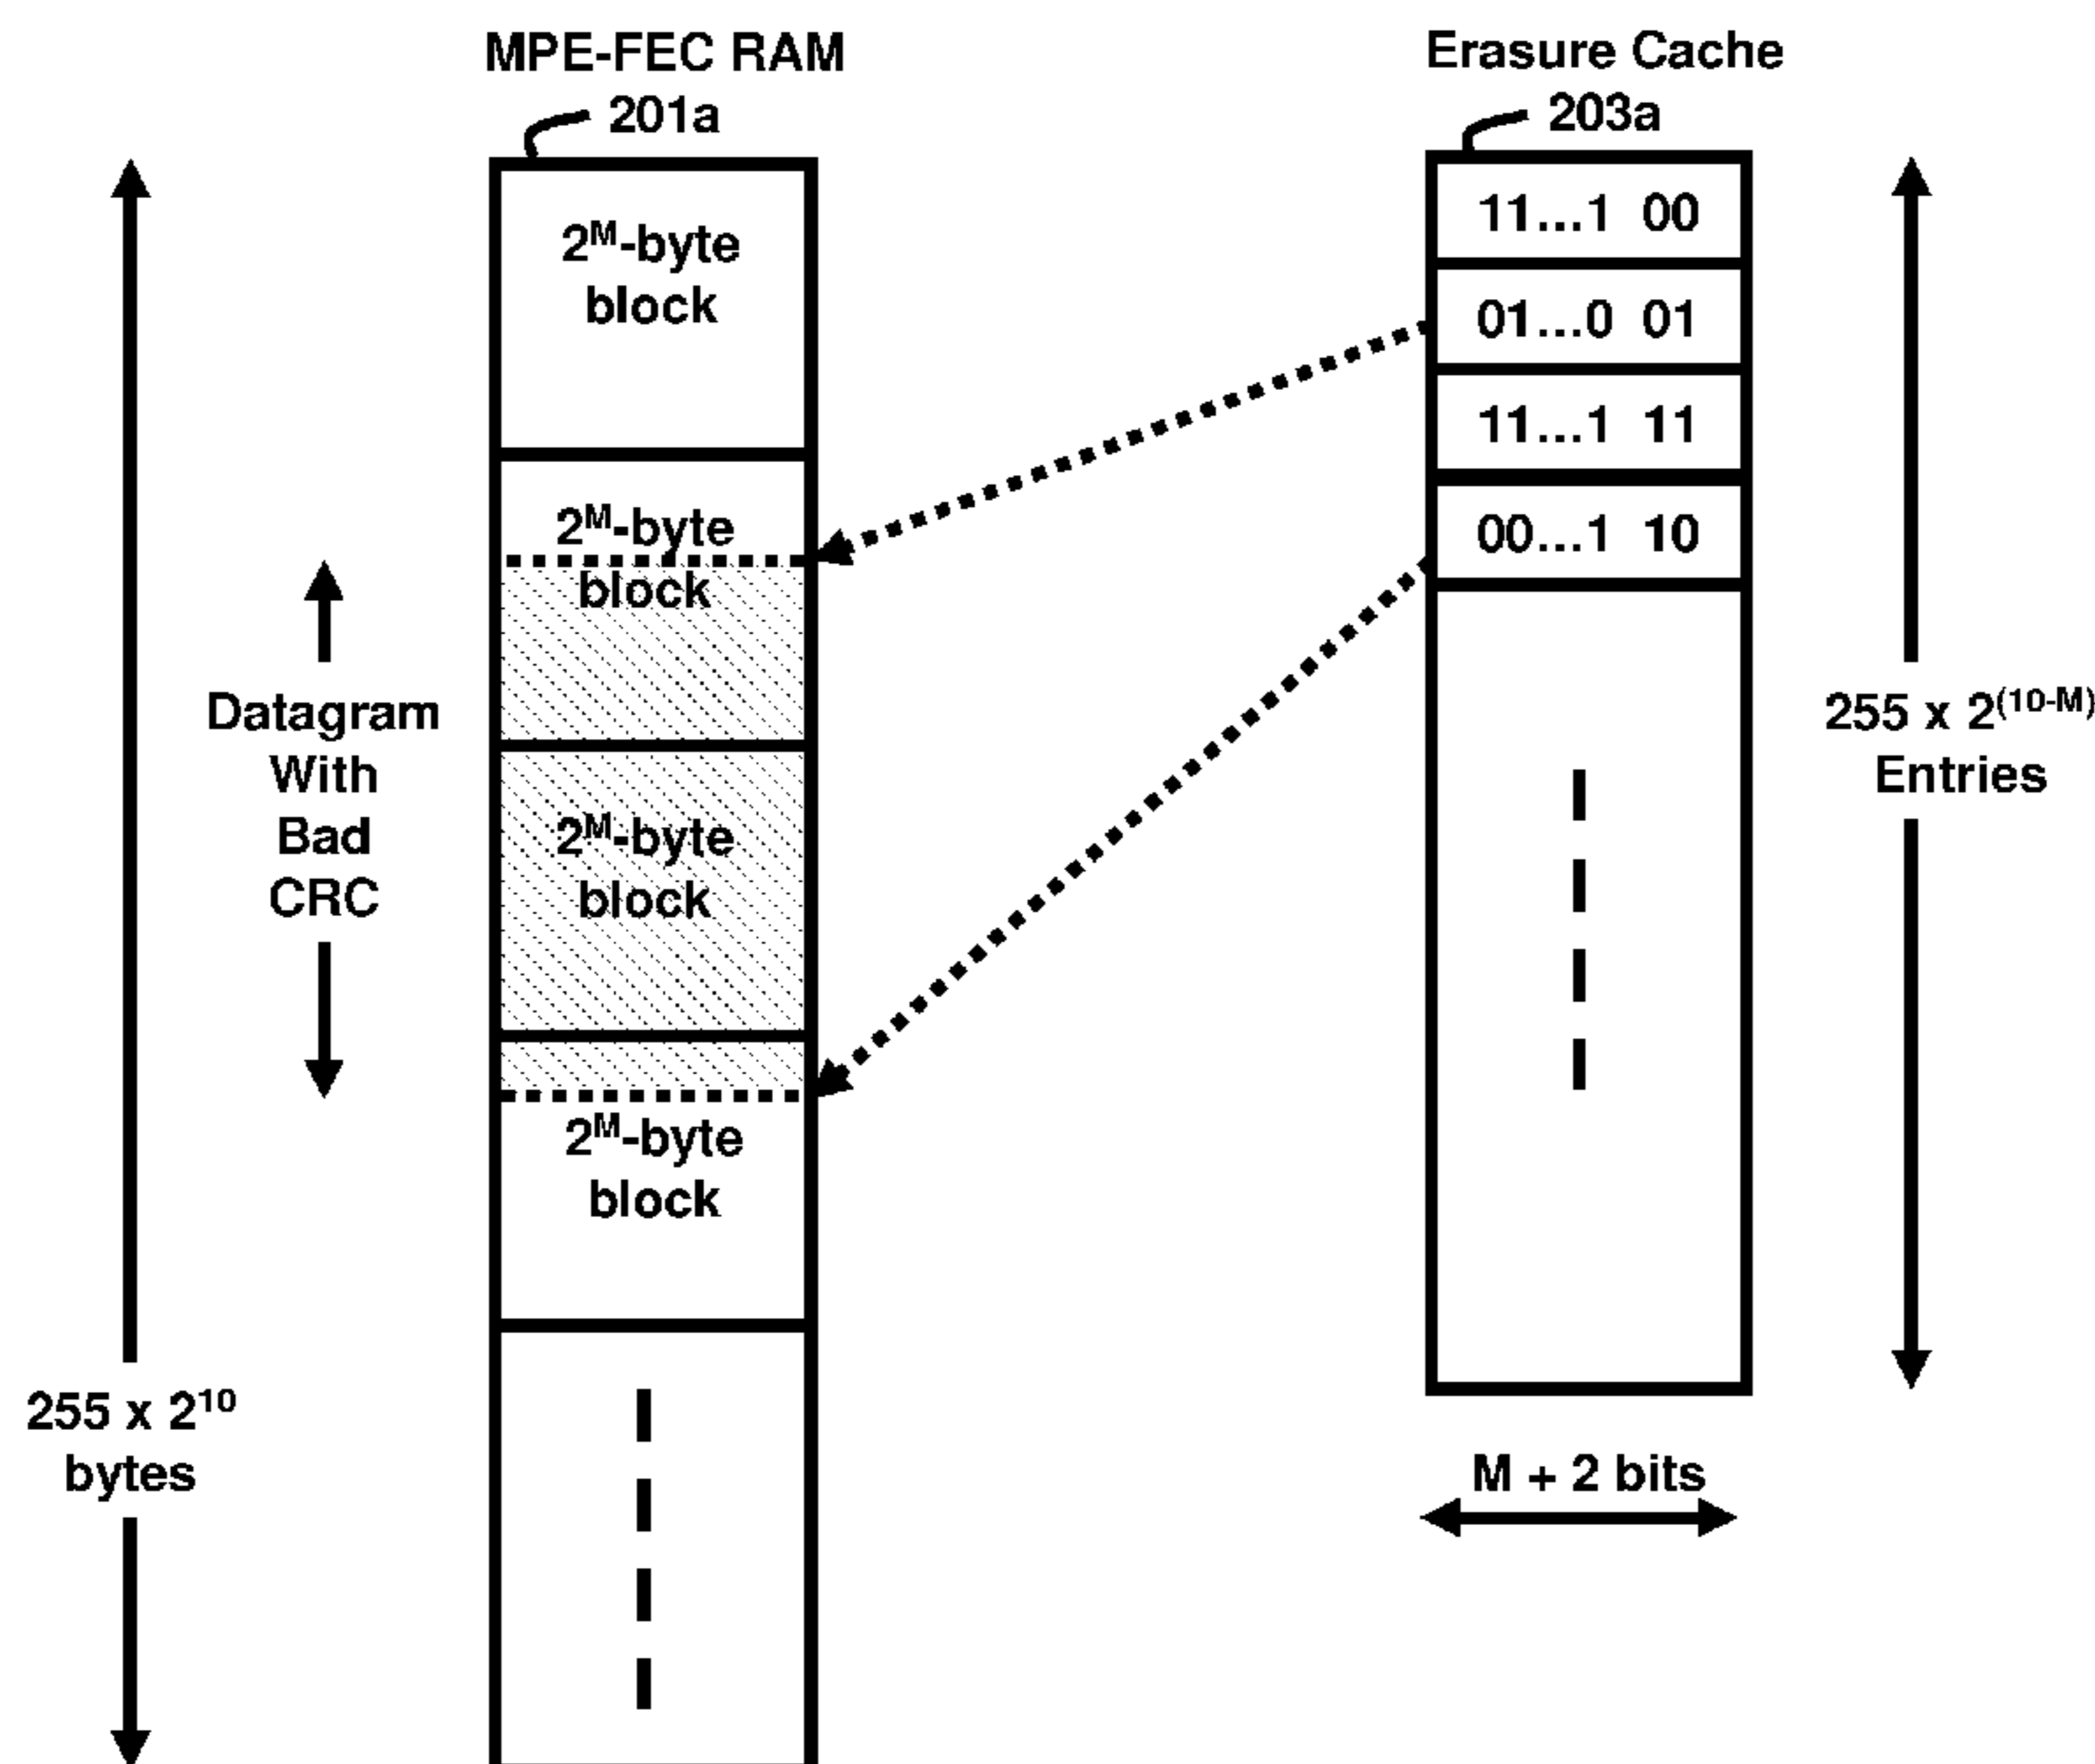 MPE-FEC RAM
201a
Erasure Cache
203a
2^M-byte
block
2^M-byte
block
2^M-byte
block
2^M-byte
block
11...1 00
01...0 01
11...1 11
00...1 10
Datagram
With
Bad
CRC
255 x 2^(10-M)
Entries
255 x 2^10
bytes
M + 2 bits